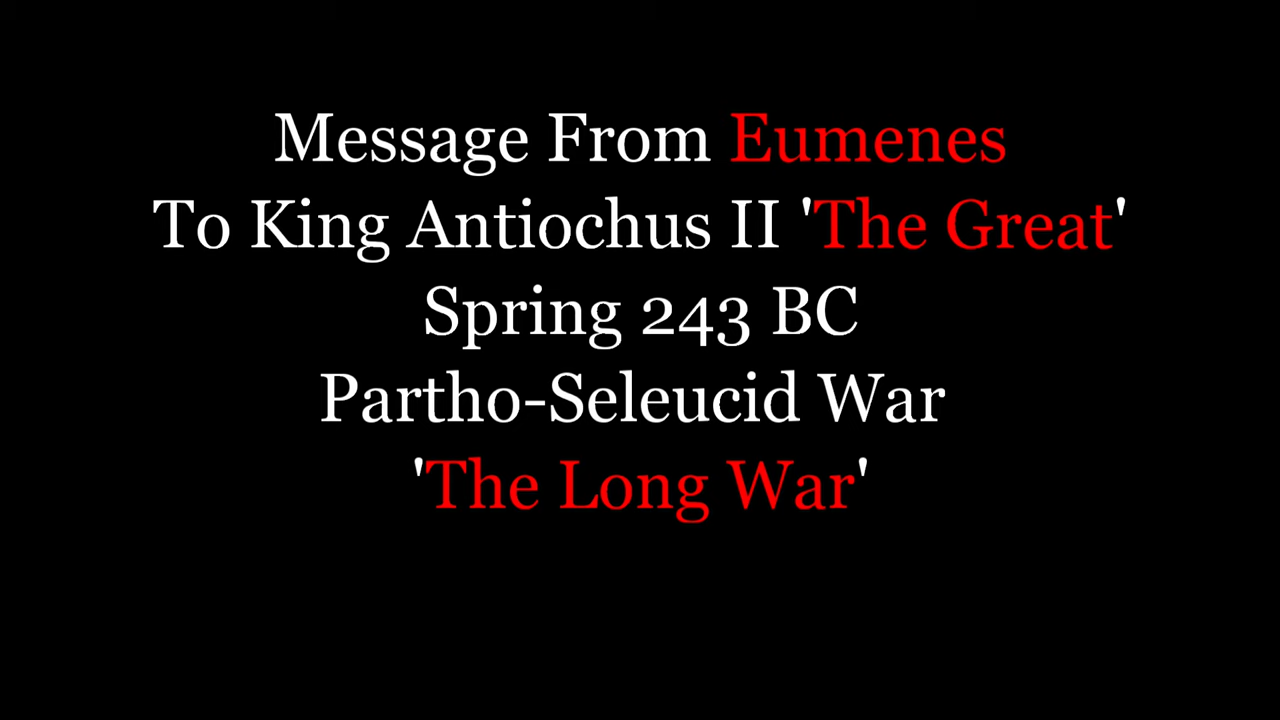 Message From Eumenes
To King Antiochus II 'The Great'
Spring 243 BC
Partho-Seleucid War
'The Long War'